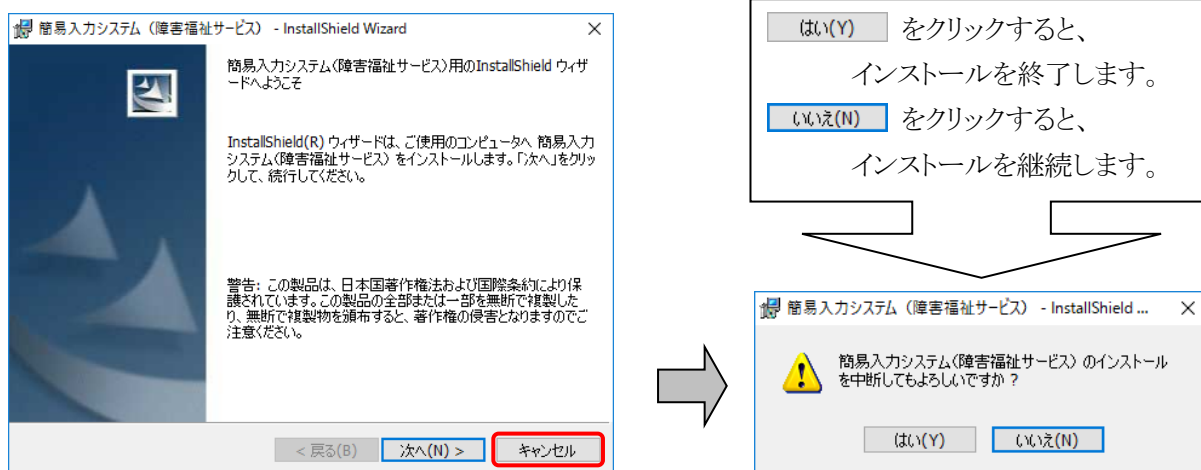 簡易入力システム（障害福祉サービス） - InstallShield Wizard
簡易入力システム(障害福祉サービス)用のInstallShield ウィザ
ードへようこそ
InstallShield(R) ウィザードは、ご使用のコンピュータへ 簡易入力
システム(障害福祉サービス) をインストールします。「次へ」をクリッ
クして、続行してください。
警告: この製品は、日本国著作権法および国際条約により保
護されています。この製品の全部または一部を無断で複製した
り、無断で複製物を頒布すると、著作権の侵害となりますのでご
注意ください。
< 戻る(B)
次へ(N) >
キャンセル
はい(Y) をクリックすると、
インストールを終了します。
いいえ(N) をクリックすると、
インストールを継続します。
簡易入力システム（障害福祉サービス） - InstallShield ...
簡易入力システム(障害福祉サービス) のインストール
を中断してもよろしいですか？
はい(Y)
いいえ(N)